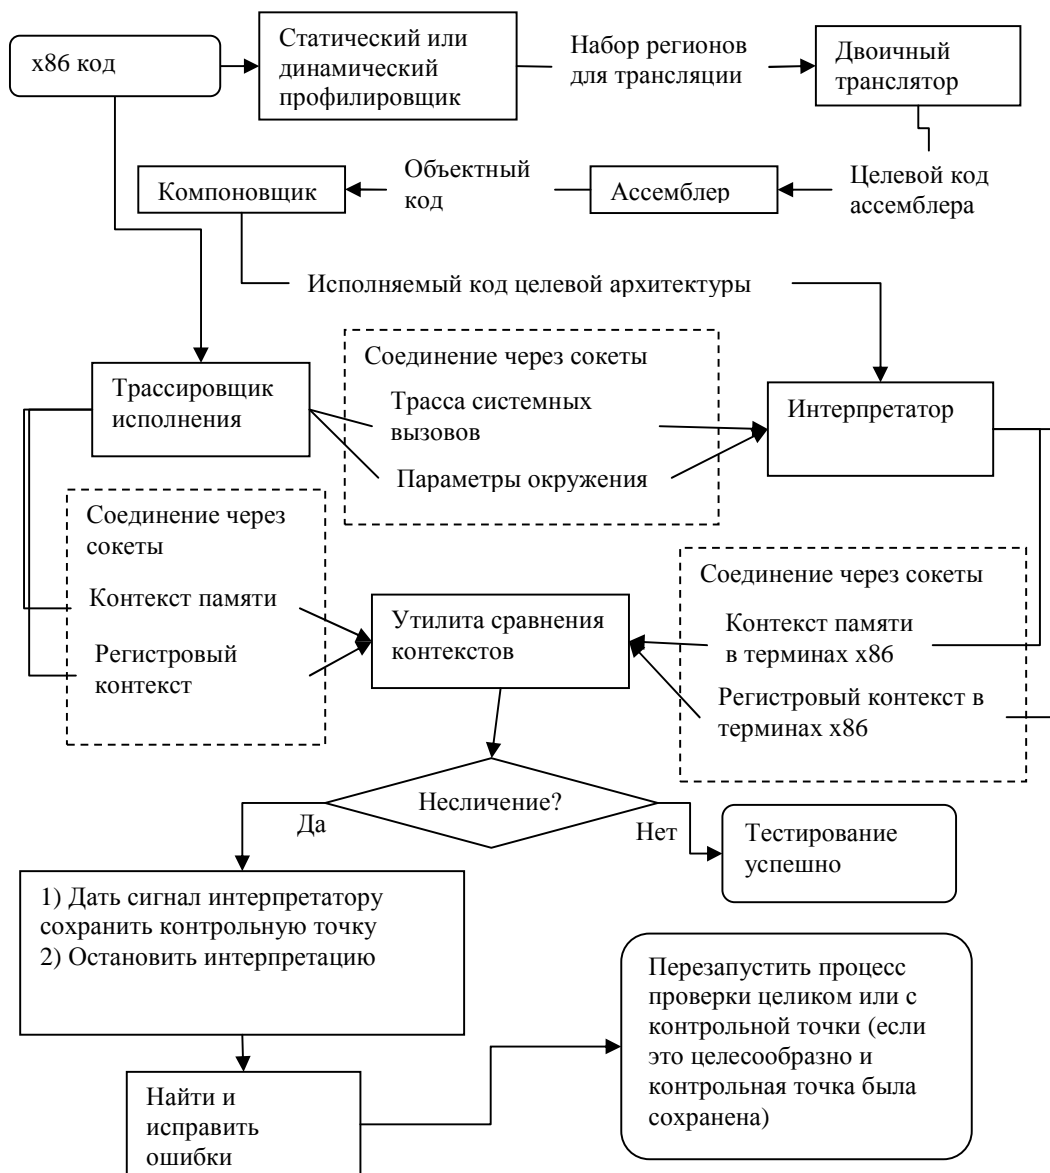 x86 код
Статический или
динамический
профилировщик
Набор регионов
для трансляции
Двоичный
транслятор
Компоновщик
Объектный
код
Ассемблер
Целевой код
ассемблера
Исполняемый код целевой архитектуры
Трассировщик
исполнения
Соединение через сокеты
Трасса системных
вызовов
Параметры окружения
Интерпретатор
Соединение через
сокеты
Контекст памяти
Регистровый
контекст
Утилита сравнения
контекстов
Соединение через сокеты
Контекст памяти
в терминах x86
Регистровый контекст в
терминах x86
Несличение?
Да
Нет
Тестирование
успешно
1) Дать сигнал интерпретатору
сохранить контрольную точку
2) Остановить интерпретацию
Перезапустить процесс
проверки целиком или с
контрольной точки (если
это целесообразно и
контрольная точка была
сохранена)
Найти и
исправить
ошибки